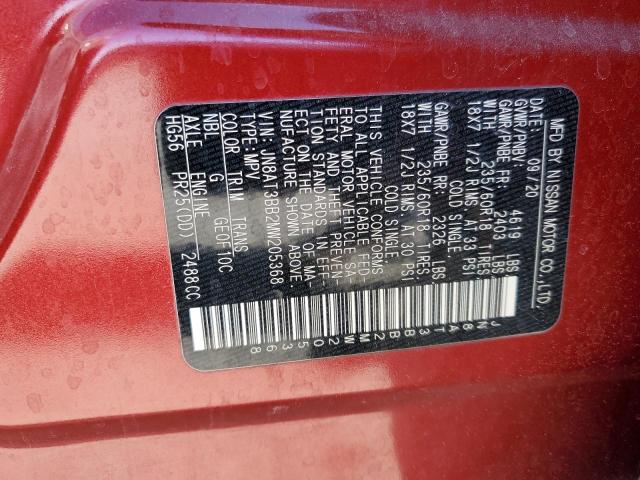 MFD BY NISSAN MOTOR CO.,LTD.
DATE: 09/20
GVWR/PNBV 4619 LBS
GAWR/PNBE FR: 2403 LBS
235/60R18 TIRES
18X7 1/2J RIMS AT 33 PSI
COLD SINGLE.
GAWR/PNBE RR: 2326 LBS
WITH 235/60R18 TIRES
18X7 1/2J RIMS AT 30 PSI
COLD SINGLE.
THIS VEHICLE CONFORMS
TO ALL APPLICABLE FED-
ERAL MOTOR VEHICLE SA-
FETY AND THEFT PREVEN-
TION STANDARDS IN EFF-
ECT ON THE DATE OF MA-
NUFACTURE SHOWN ABOVE.
VIN: JN8AT3BB2MW205368
TYPE: MPV
COLOR TRIM TRANS
NBL G GE0F10C
AXLE ENGINE
HG56 PR25(DD) 2488CC
JN8AT3BB2MW205368